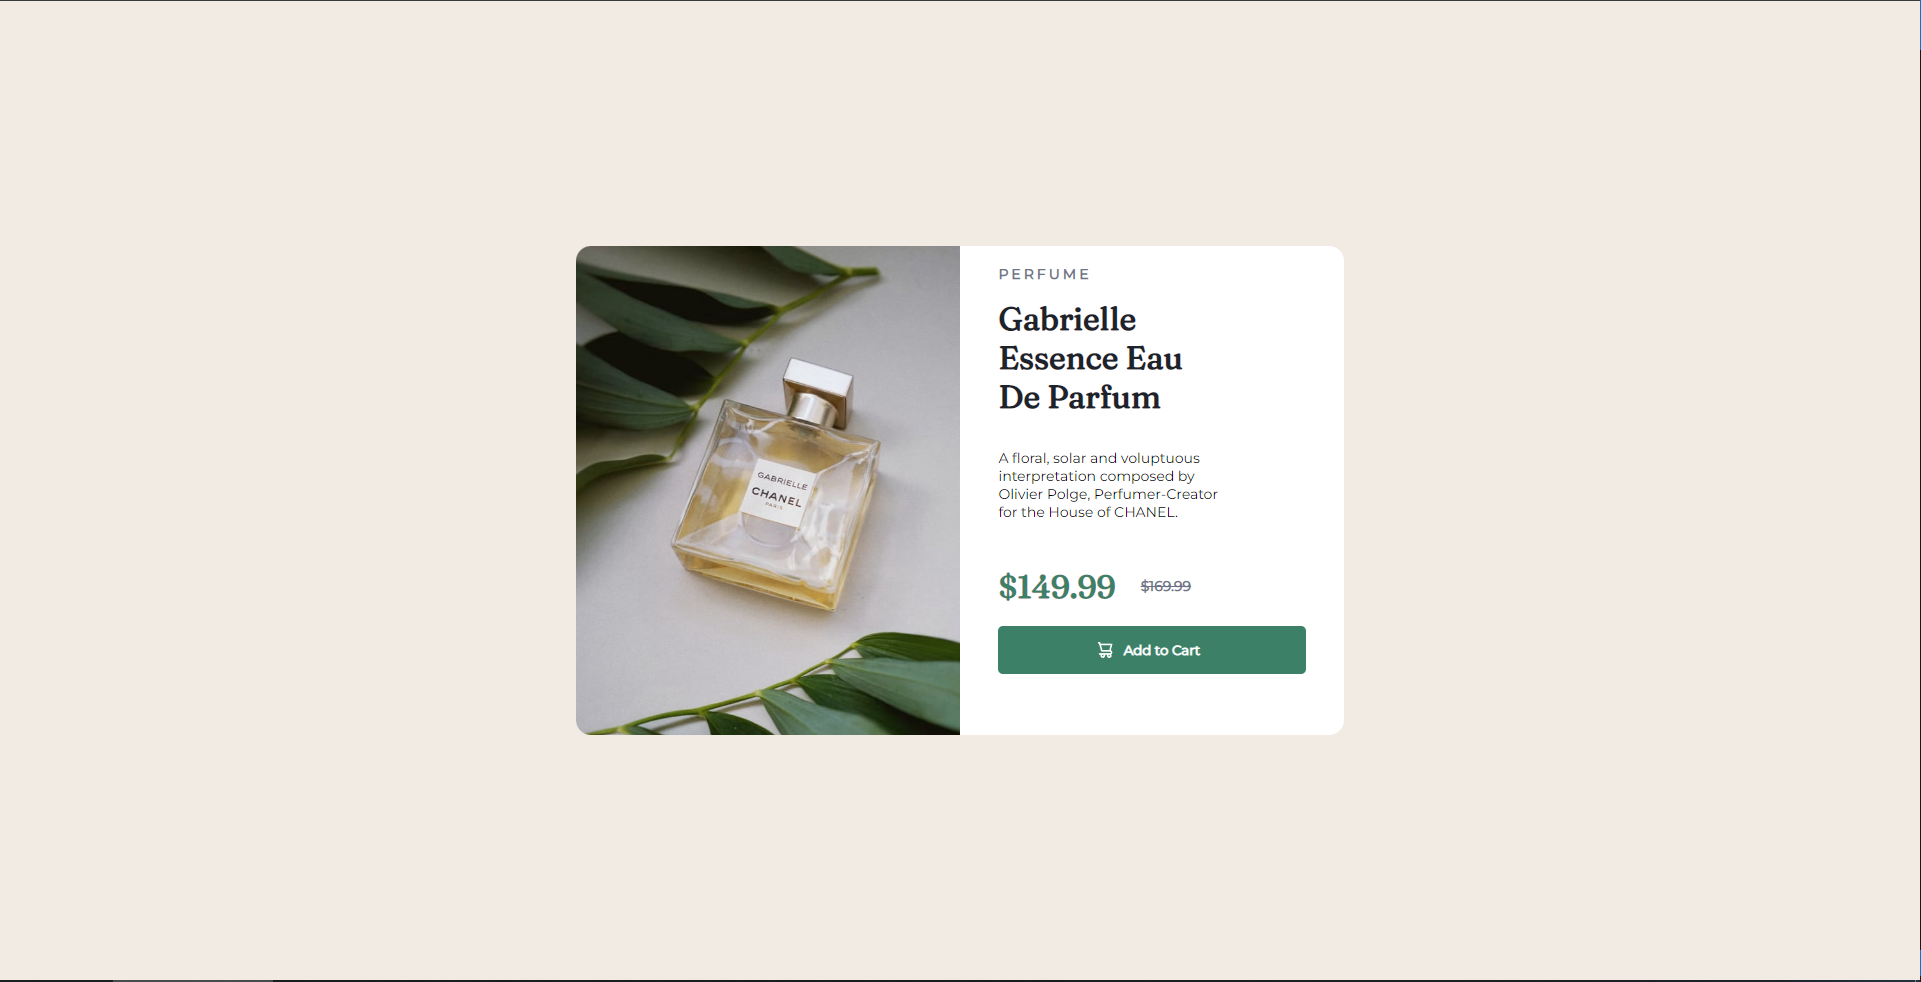 PERFUME
Gabrielle
Essence Eau
De Parfum
A floral, solar and voluptuous
interpretation composed by
Olivier Polge, Perfumer-Creator
for the House of CHANEL.
$149.99 $169.99
Add to Cart
GABRIELLE
CHANEL
PARIS